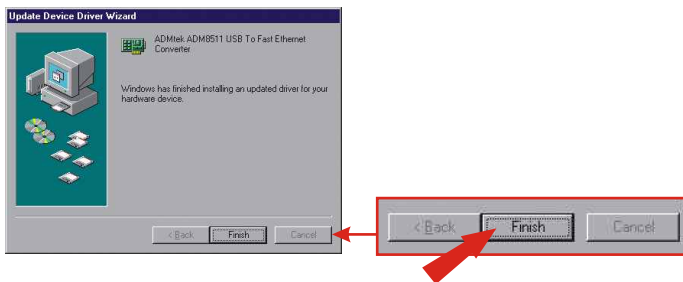 Update Device Driver Wizard
ADMtek ADM8511 USB To Fast Ethernet
Converter
Windows has finished installing an updated driver for your
hardware device.
< Back Finish Cancel
< Back Finish Cancel